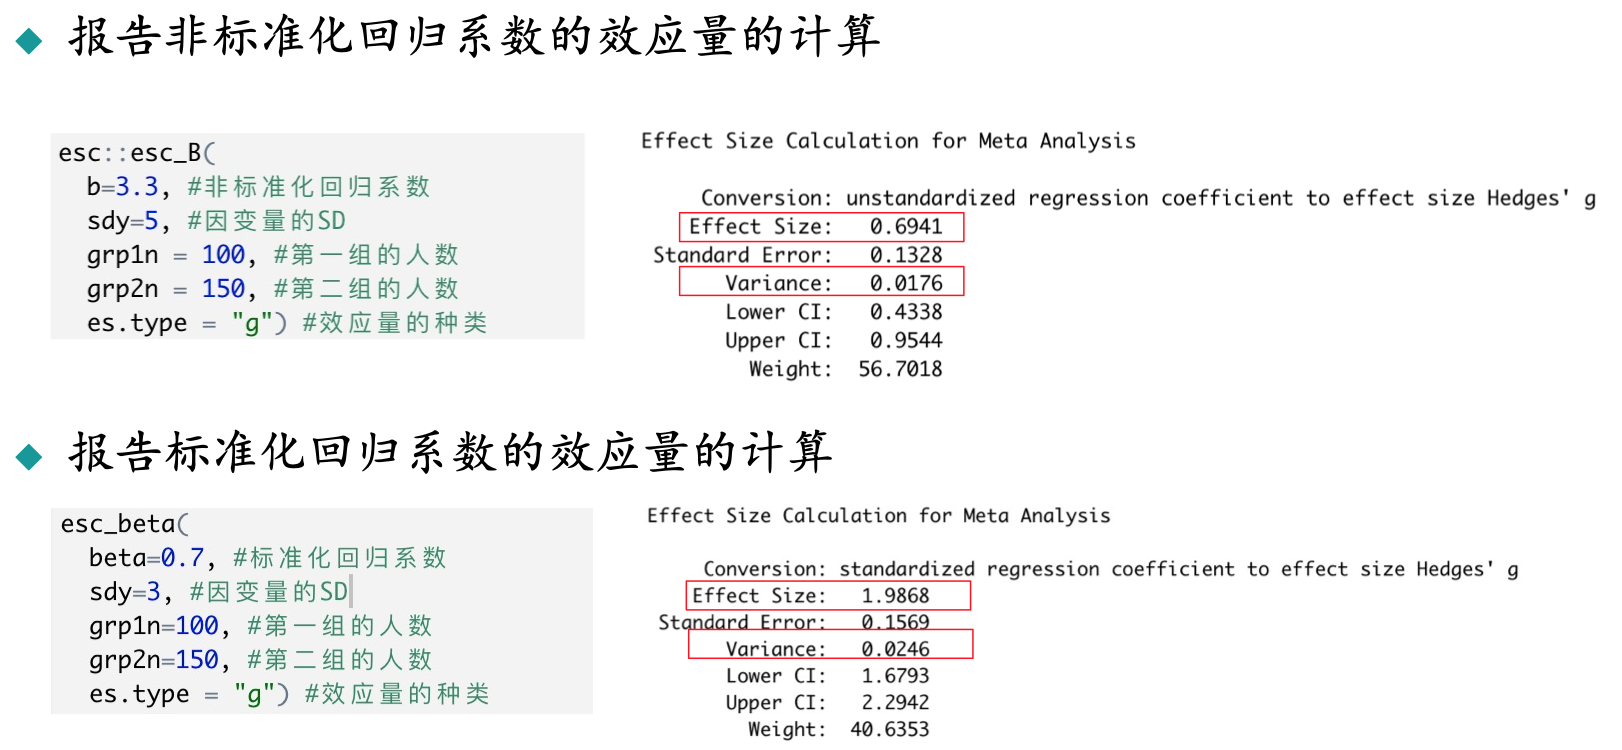 报告非标准化回归系数的效应量的计算
esc::esc_B(
b=3.3, #非标准化回归系数
sdy=5, #因变量的SD
grp1n = 100, #第一组的人数
grp2n = 150, #第二组的人数
es.type = "g") #效应量的种类
Effect Size Calculation for Meta Analysis
Conversion: unstandardized regression coefficient to effect size Hedges' g
Effect Size: 0.6941
Standard Error: 0.1328
Variance: 0.0176
Lower CI: 0.4338
Upper CI: 0.9544
Weight: 56.7018
报告标准化回归系数的效应量的计算
esc_beta(
beta=0.7, #标准化回归系数
sdy=3, #因变量的SD
grp1n=100, #第一组的人数
grp2n=150, #第二组的人数
es.type = "g") #效应量的种类
Effect Size Calculation for Meta Analysis
Conversion: standardized regression coefficient to effect size Hedges' g
Effect Size: 1.9868
Standard Error: 0.1569
Variance: 0.0246
Lower CI: 1.6793
Upper CI: 2.2942
Weight: 40.6353